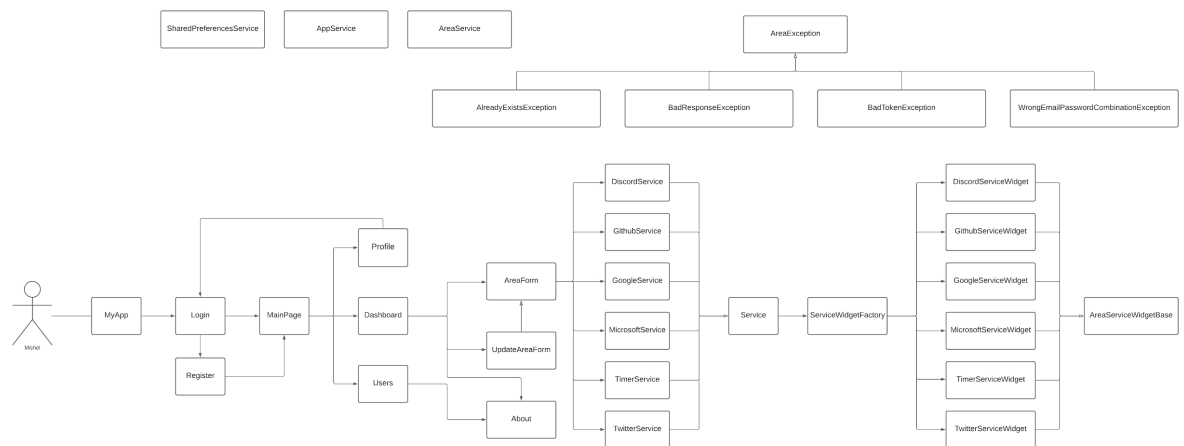 SharedPreferencesService
AppService
AreaService
AreaException
AlreadyExistsException
BadResponseException
BadTokenException
WrongEmailPasswordCombinationException
DiscordService
DiscordServiceWidget
GithubService
GithubServiceWidget
Profile
AreaForm
GoogleService
GoogleServiceWidget
MyApp
Login
MainPage
Dashboard
Service
ServiceWidgetFactory
AreaServiceWidgetBase
MicrosoftService
MicrosoftServiceWidget
Michel
UpdateAreaForm
Register
Users
TimerService
TimerServiceWidget
About
TwitterService
TwitterServiceWidget